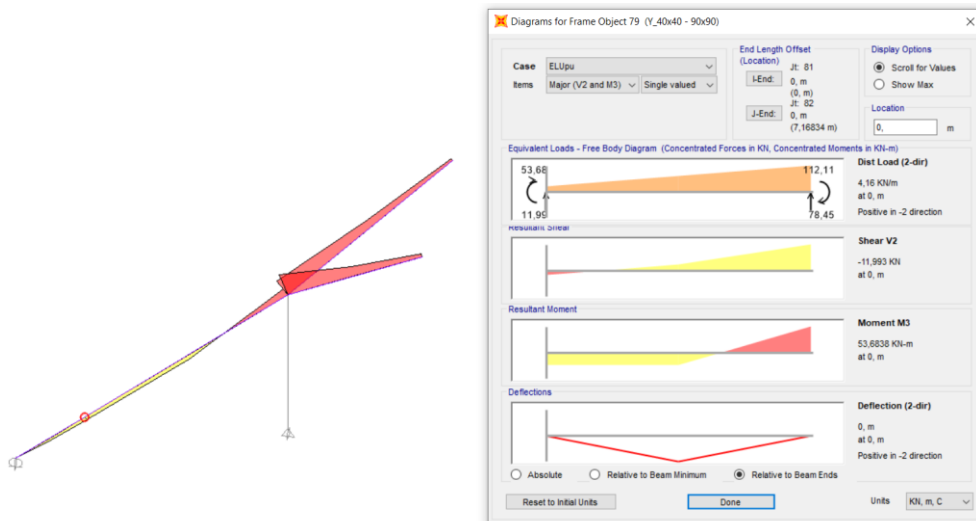 Diagrams for Frame Object 79 (Y_40x40 - 90x90)
Case ELUpu
Items Major (V2 and M3) Single valued
End Length Offset
(Location)
I-End:
Jt: 81
0, m
(0, m)
J-End:
Jt: 82
0, m
(7,16834 m)
Display Options
Scroll for Values
Show Max
Location
0, m
Equivalent Loads - Free Body Diagram (Concentrated Forces in KN, Concentrated Moments in KN-m)
53,68 112,11
11,99 78,45
Dist Load (2-dir)
4,16 KN/m
at 0, m
Positive in -2 direction
Resultant Shear
Shear V2
-11,993 KN
at 0, m
Resultant Moment
Moment M3
53,6838 KN-m
at 0, m
Deflections
Deflection (2-dir)
0, m
at 0, m
Positive in -2 direction
Absolute Relative to Beam Minimum Relative to Beam Ends
Reset to Initial Units Done Units KN, m, C